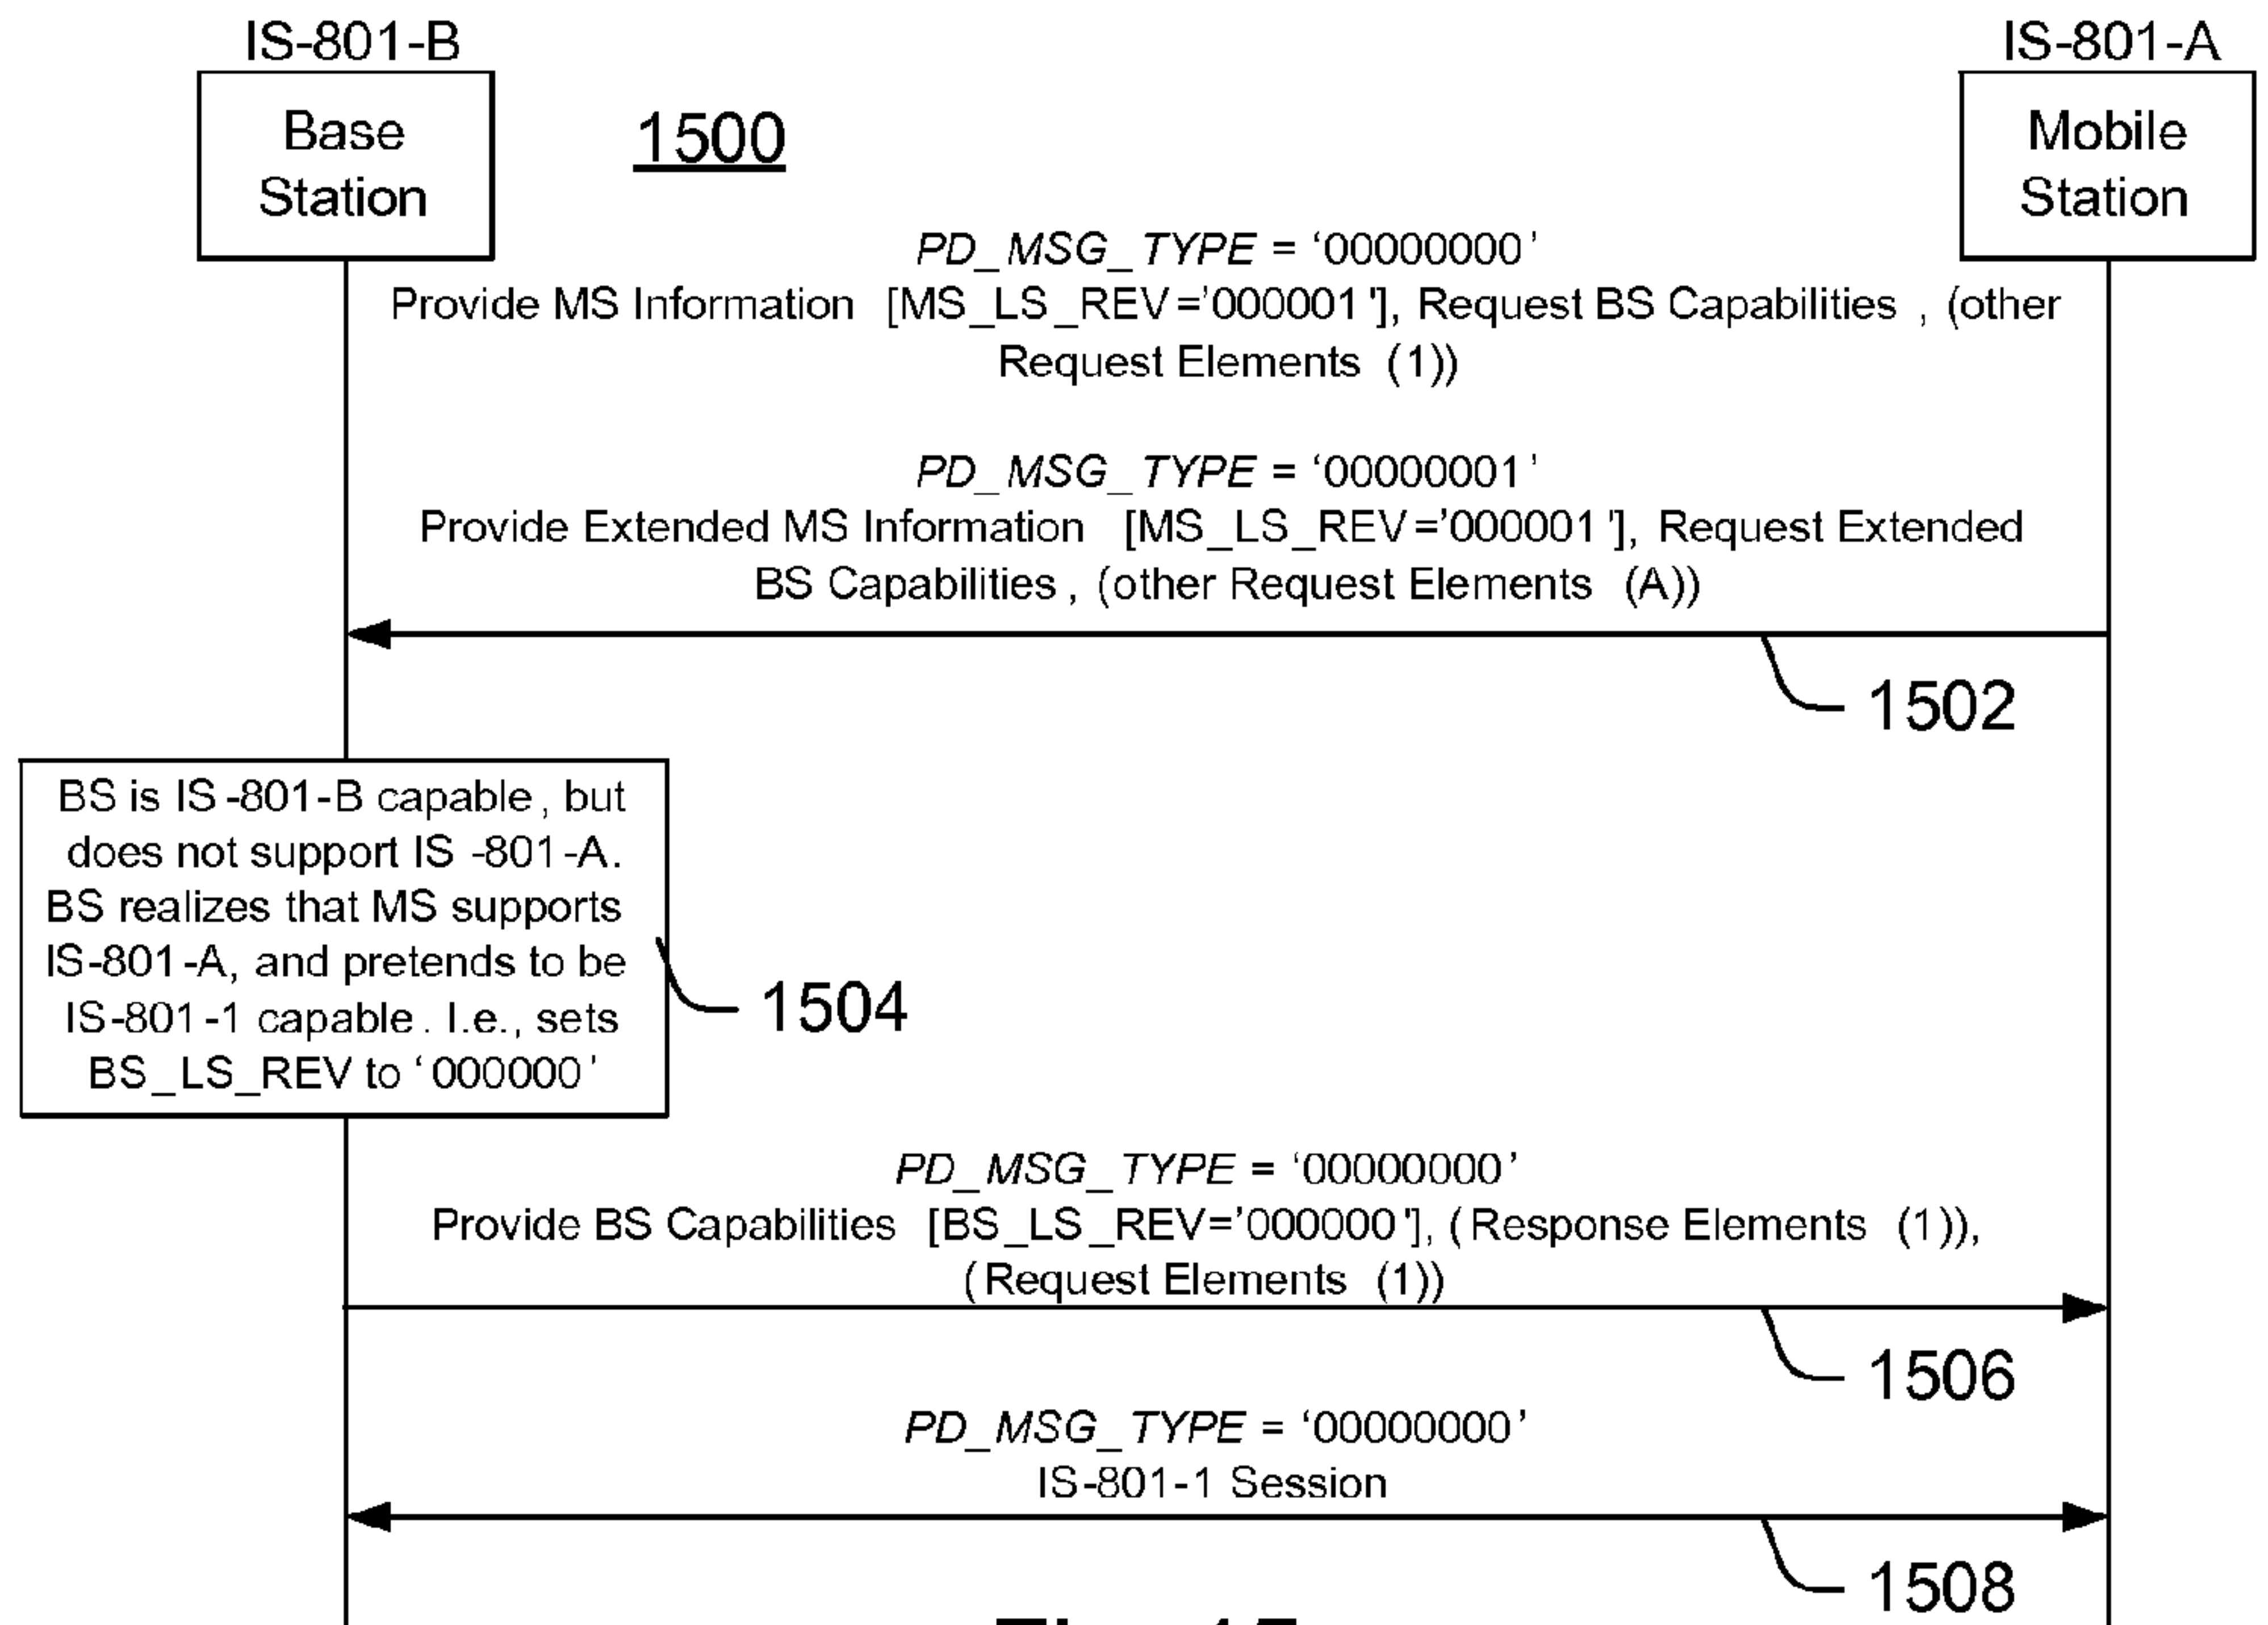 IS-801-B
IS-801-A
Base
Station
1500
Mobile
Station
PD_MSG_TYPE = ‘00000000’
Provide MS Information [MS_LS_REV=’000001'], Request BS Capabilities , (other
Request Elements (1))
PD_MSG_TYPE = ‘00000001’
Provide Extended MS Information [MS_LS_REV=’000001'], Request Extended
BS Capabilities, (other Request Elements (A))
1502
BS is IS-801-B capable, but
does not support IS -801-A.
BS realizes that MS supports
IS-801-A, and pretends to be
IS-801-1 capable. I.e., sets
BS_LS_REV to ‘000000’
1504
PD_MSG_TYPE = ‘00000000’
Provide BS Capabilities [BS_LS_REV=’000000'], (Response Elements (1)),
(Request Elements (1))
1506
PD_MSG_TYPE = ‘00000000’
IS-801-1 Session
1508